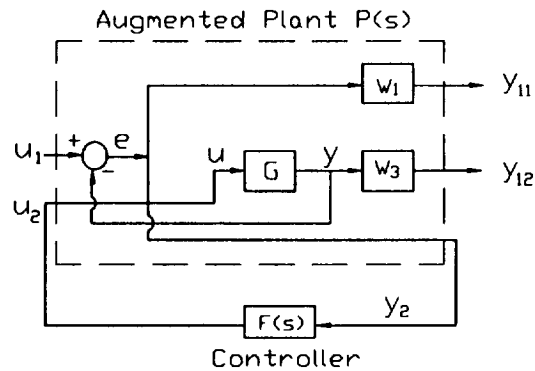 Augmented Plant P(s)
W1
y11
u1
+
e
-
u
G
y
W3
y12
u2
y2
F(s)
Controller